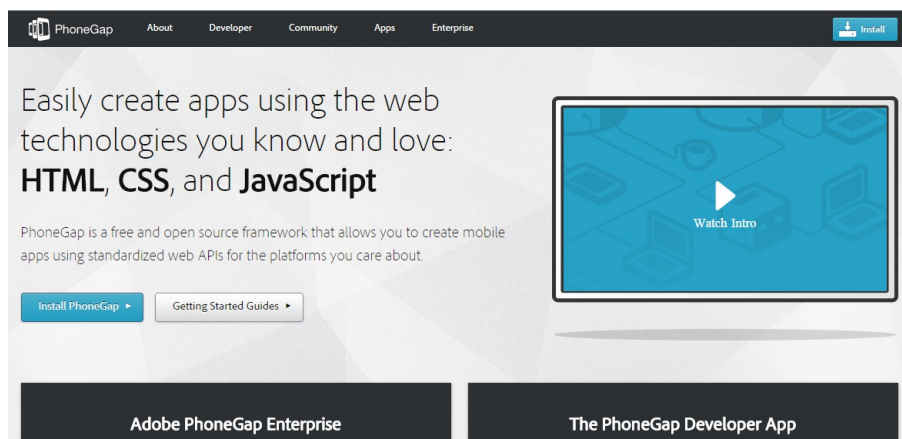 PhoneGap About Developer Community Apps Enterprise Install
Easily create apps using the web
technologies you know and love:
HTML, CSS, and JavaScript
PhoneGap is a free and open source framework that allows you to create mobile
apps using standardized web APIs for the platforms you care about.
Install PhoneGap ▸ Getting Started Guides ▸
Watch Intro
Adobe PhoneGap Enterprise
The PhoneGap Developer App